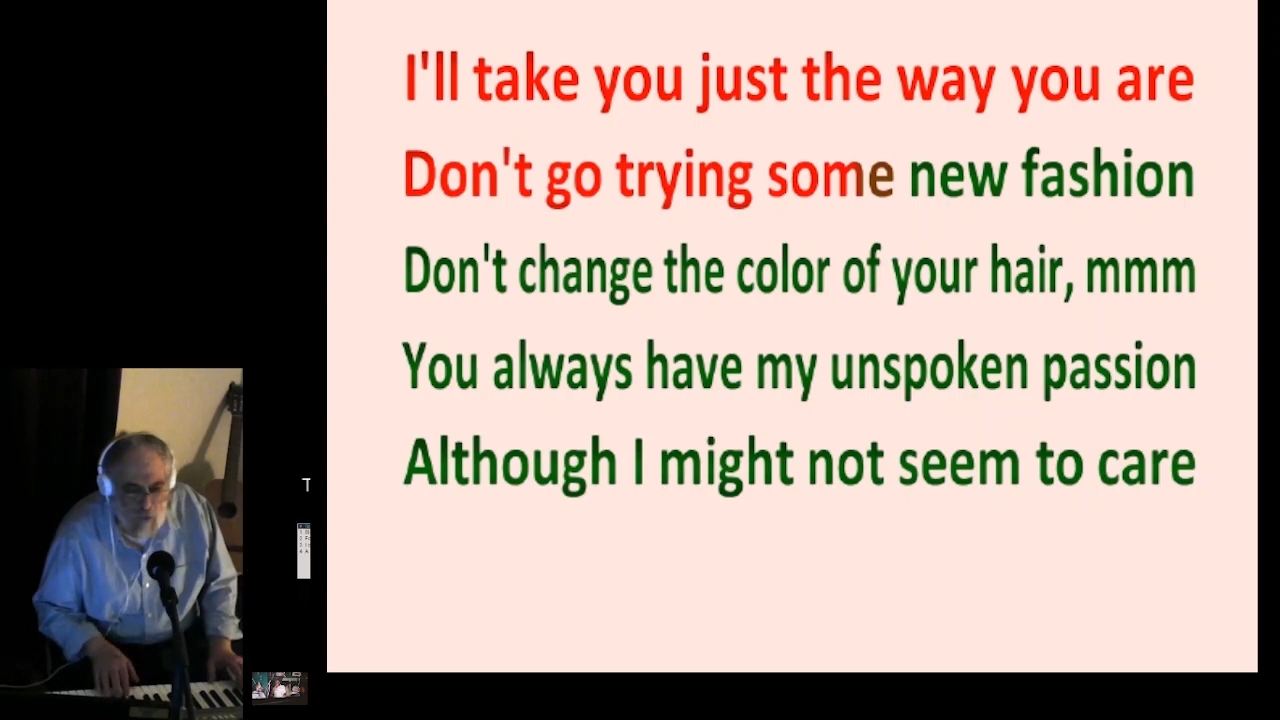 I'll take you just the way you are
Don't go trying some new fashion
Don't change the color of your hair, mmm
You always have my unspoken passion
Although I might not seem to care
T